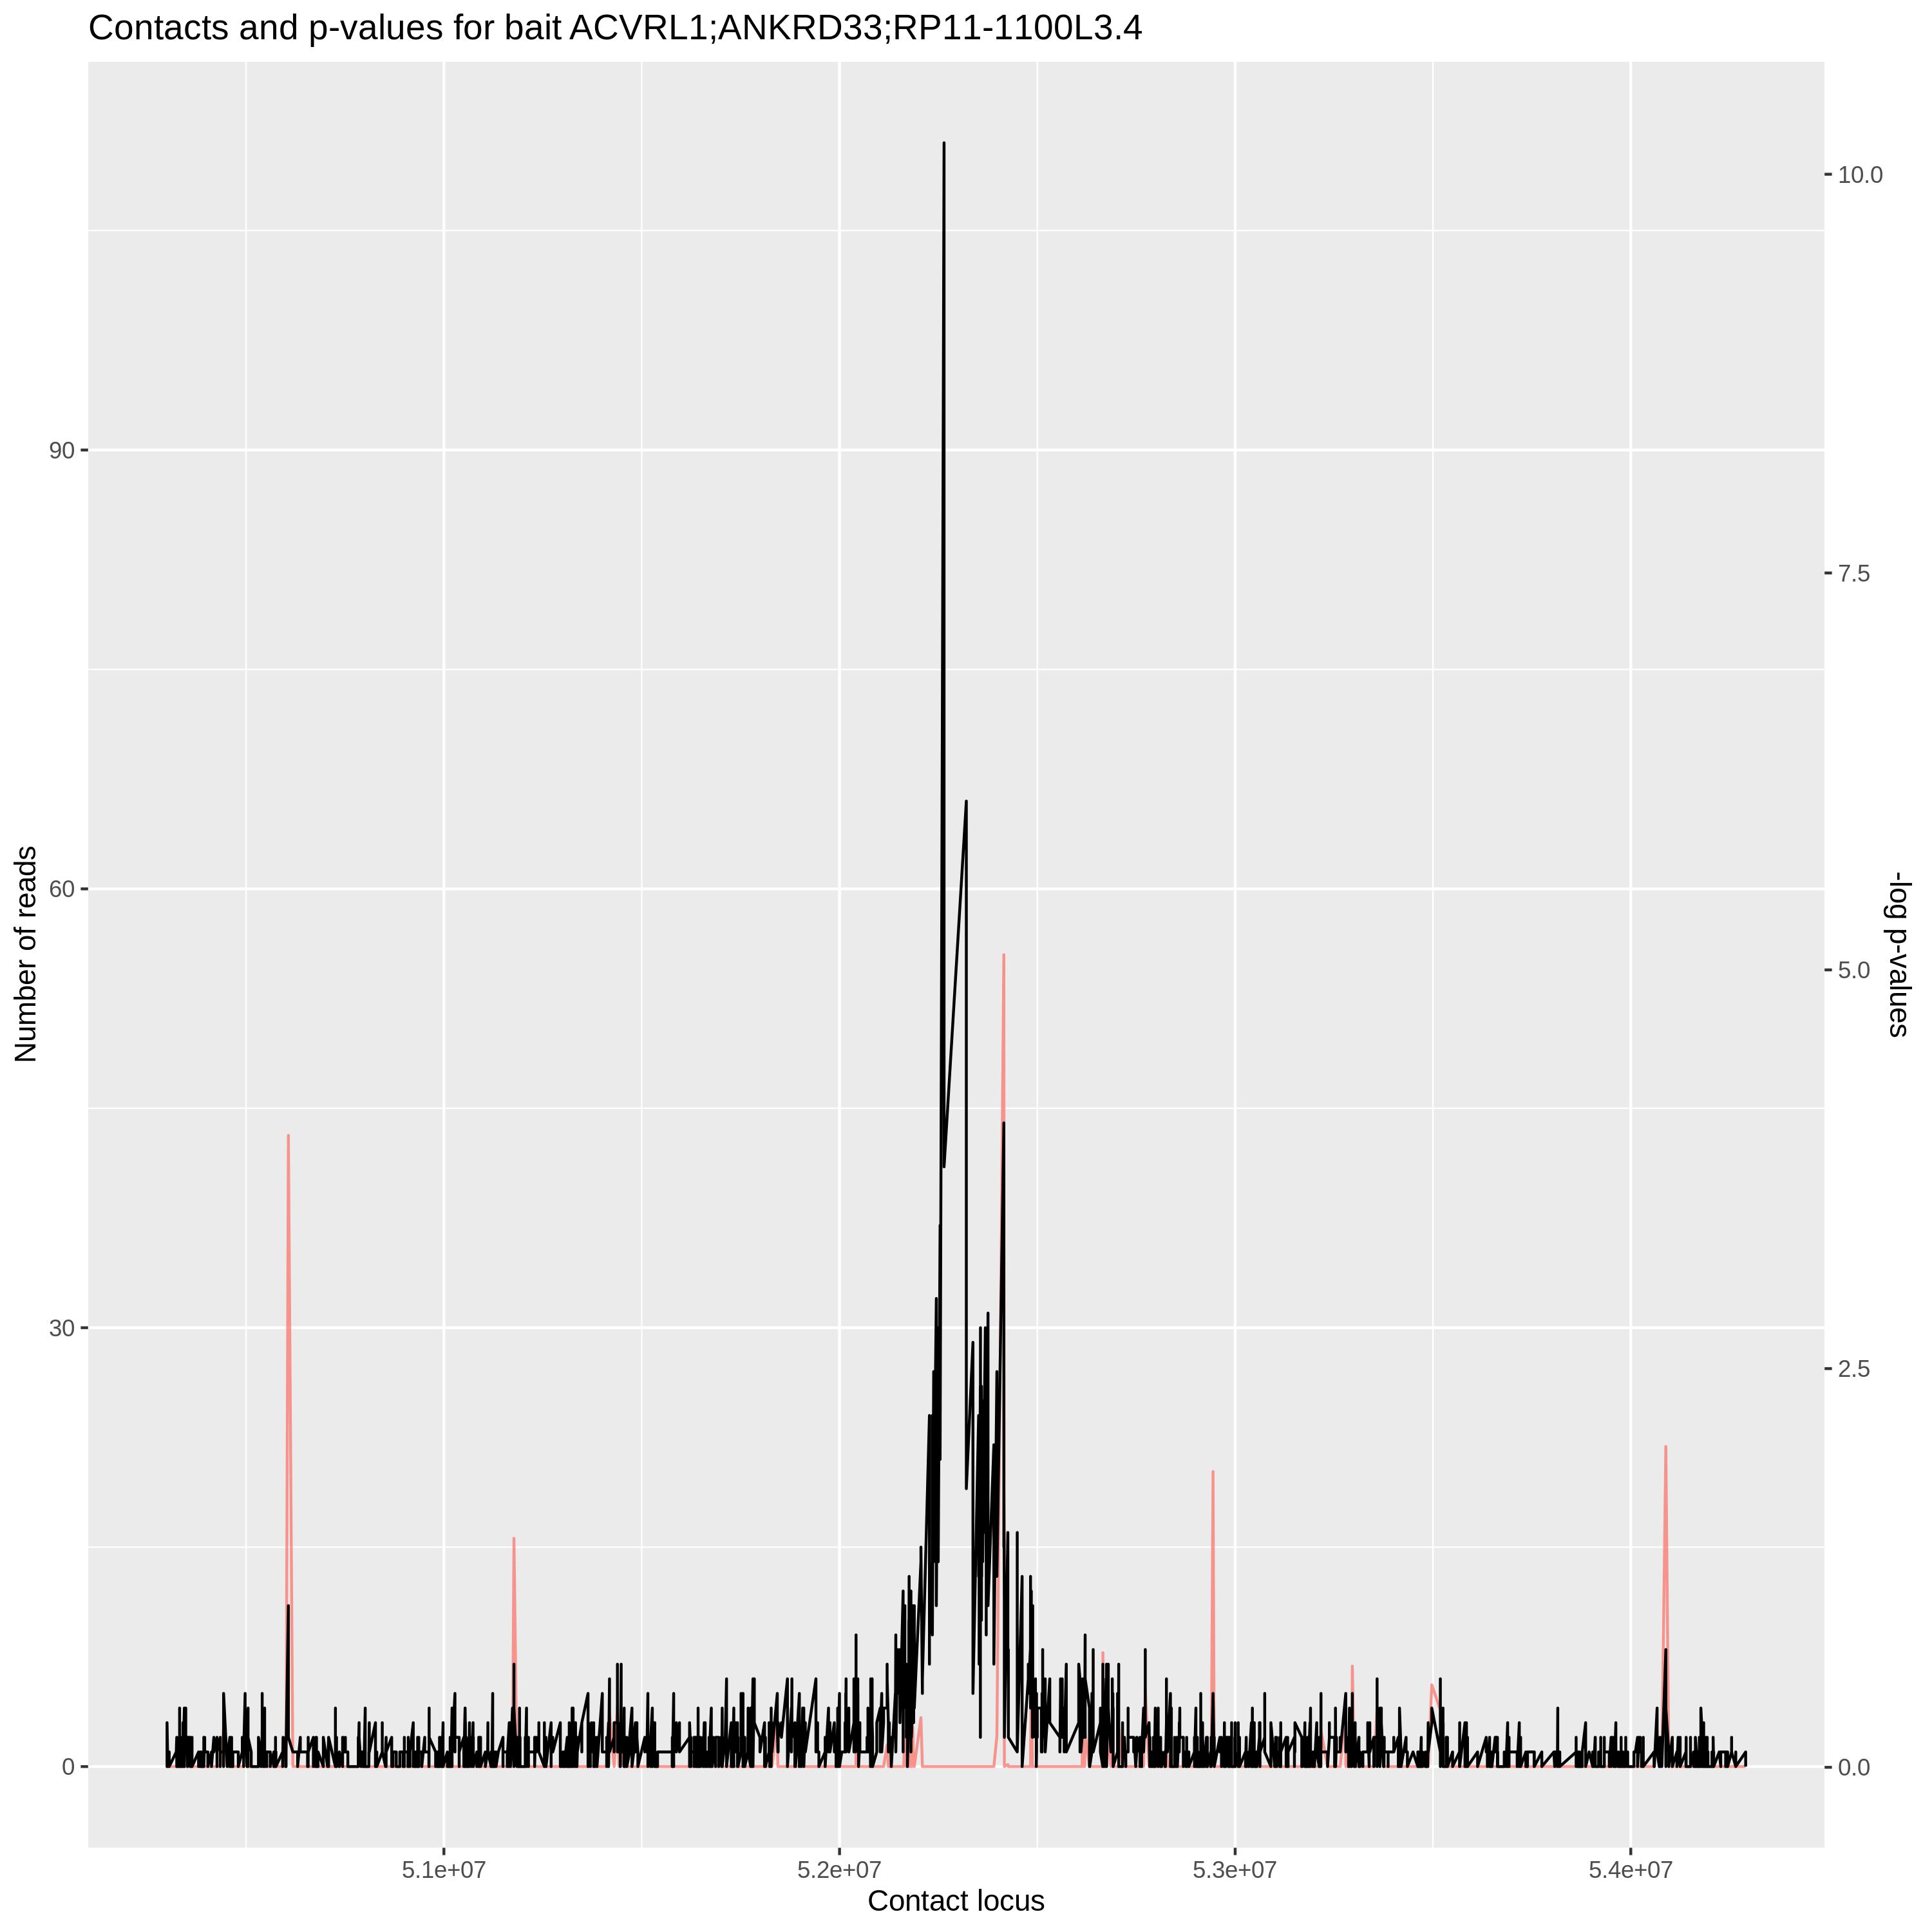 Contacts and p-values for bait ACVRL1;ANKRD33;RP11-1100L3.4
Number of reads
90
60
30
0
10.0
7.5
5.0
2.5
0.0
-log p-values
5.1e+07 5.2e+07 5.3e+07 5.4e+07
Contact locus